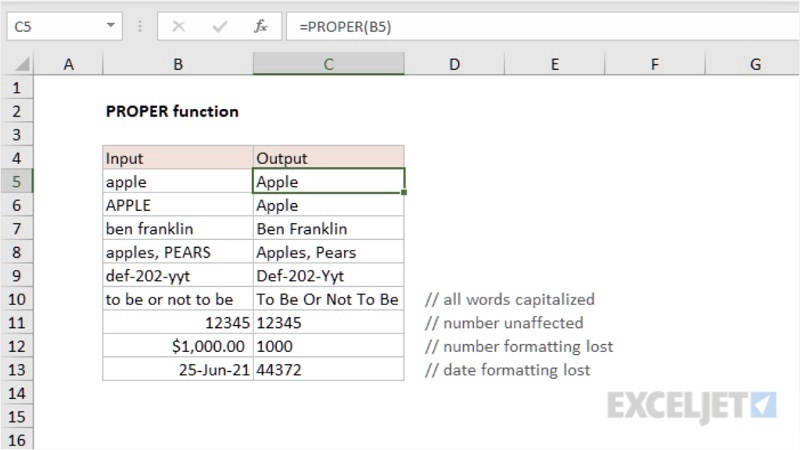 C5 fx =PROPER(B5)
A B C D E F G
1
2 PROPER function
3
4 Input Output
5 apple Apple
6 APPLE Apple
7 ben franklin Ben Franklin
8 apples, PEARS Apples, Pears
9 def-202-yyt Def-202-Yyt
10 to be or not to be To Be Or Not To Be // all words capitalized
11 12345 12345 // number unaffected
12 $1,000.00 1000 // number formatting lost
13 25-Jun-21 44372 // date formatting lost
14
15
16
EXCELJET